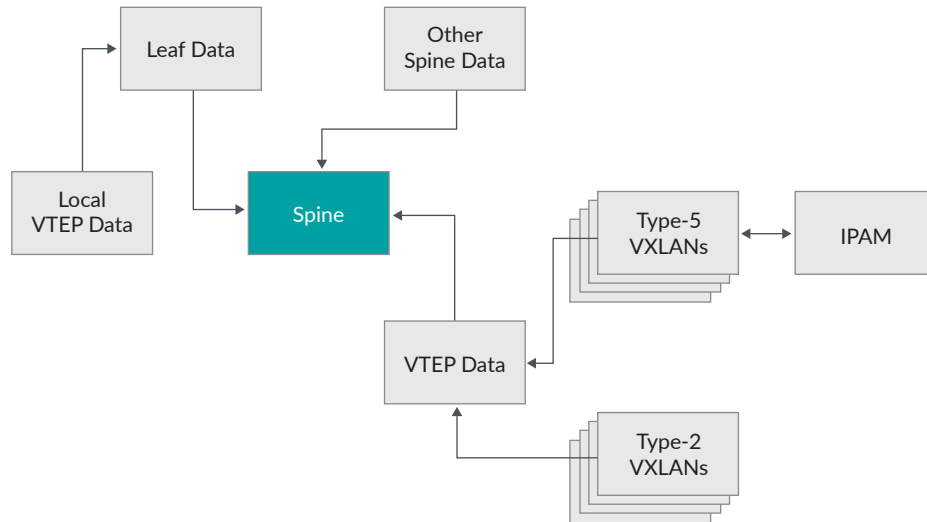 Leaf Data
Other
Spine Data
Local
VTEP Data
Spine
Type-5
VXLANs
IPAM
VTEP Data
Type-2
VXLANs